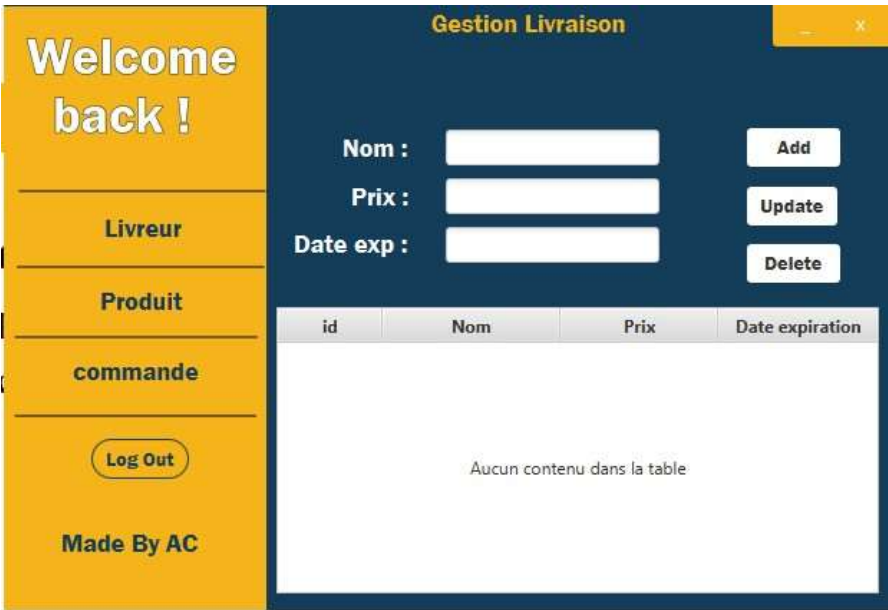 Welcome
back !
Livreur
Produit
commande
Log Out
Made By AC
Gestion Livraison
_ x
Nom :
Prix :
Date exp :
Add
Update
Delete
id Nom Prix Date expiration
Aucun contenu dans la table